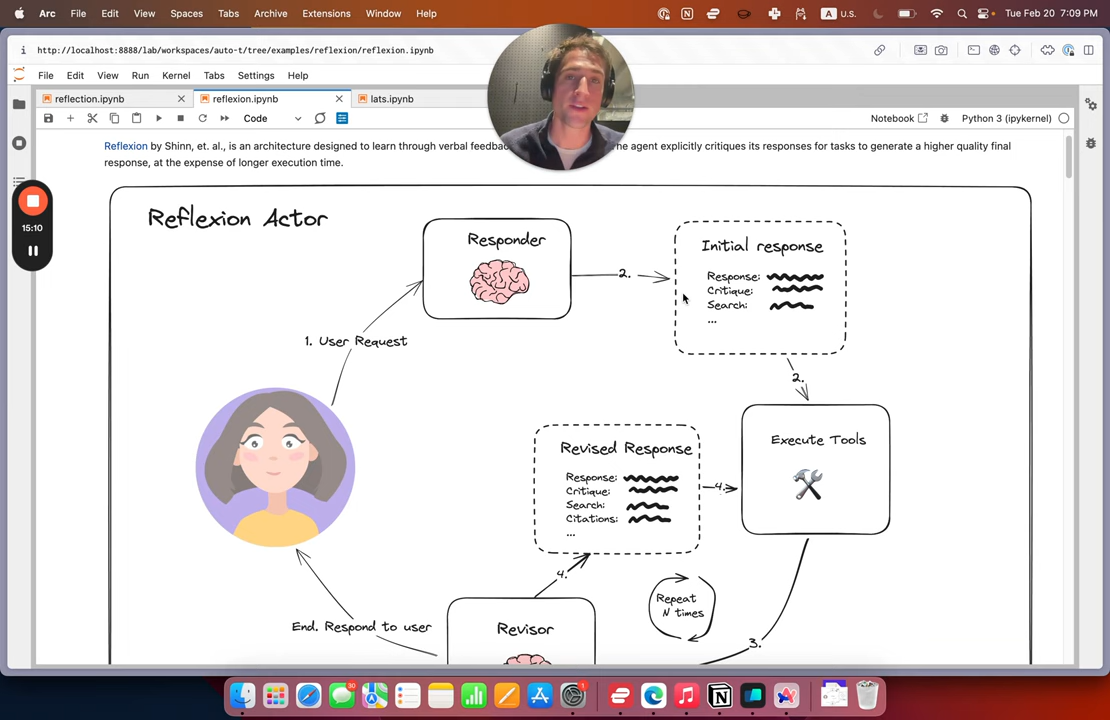 Arc File Edit View Spaces Tabs Archive Extensions Window Help A U.S. Tue Feb 20 7:09 PM
http://localhost:8888/lab/workspaces/auto-t/tree/examples/reflexion/reflexion.ipynb
File Edit View Run Kernel Tabs Settings Help
reflection.ipynb reflexion.ipynb lats.ipynb
Code Notebook Python 3 (ipykernel)
Reflexion by Shinn, et. al., is an architecture designed to learn through verbal feedba he agent explicitly critiques its responses for tasks to generate a higher quality final
response, at the expense of longer execution time.
15:10
Reflexion Actor
Responder
2.
Initial response
Response:
Critique:
Search:
...
1. User Request
2.
Execute Tools
Revised Response
Response:
Critique:
Search:
Citations:
...
4.
4.
Repeat
N times
End. Respond to user
Revisor
3.
30
1